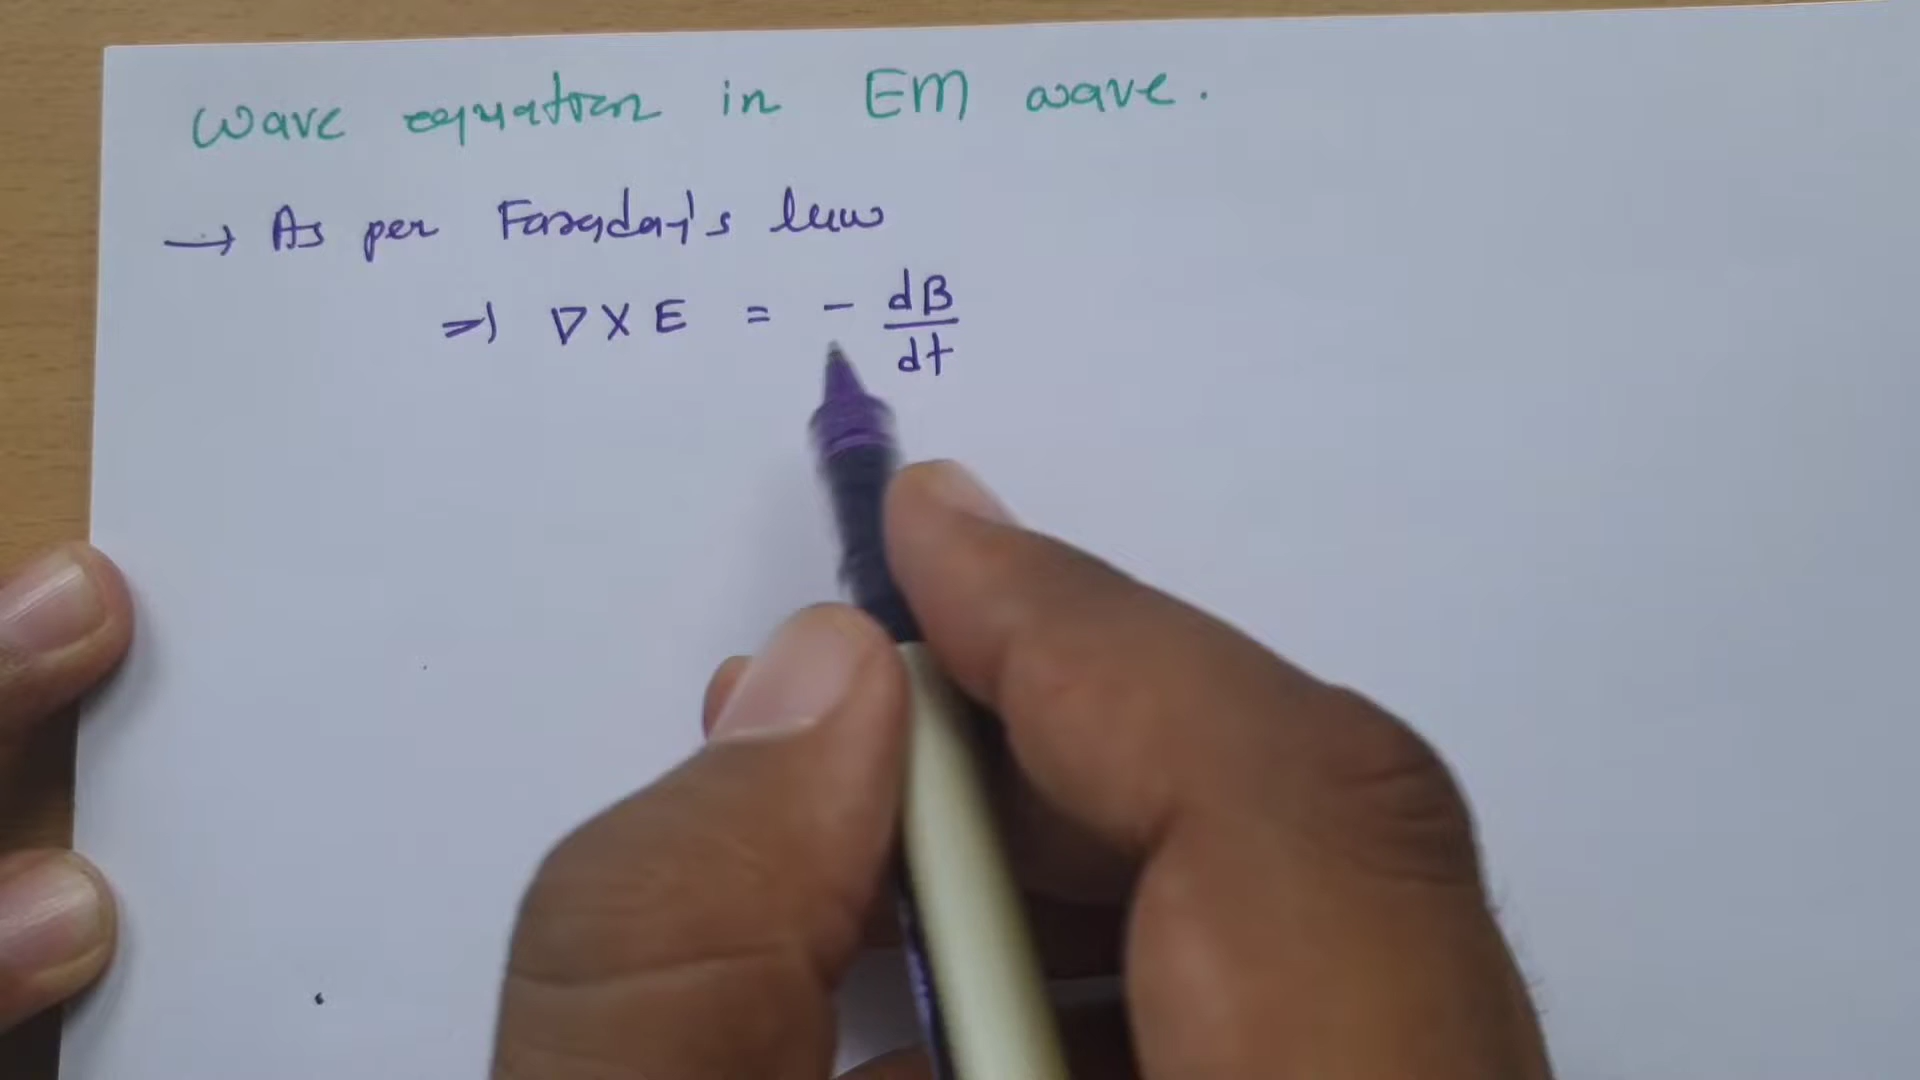 Wave equation in EM wave.
→ As per Faraday's law
⇒ ∇ X E = - dB/dt